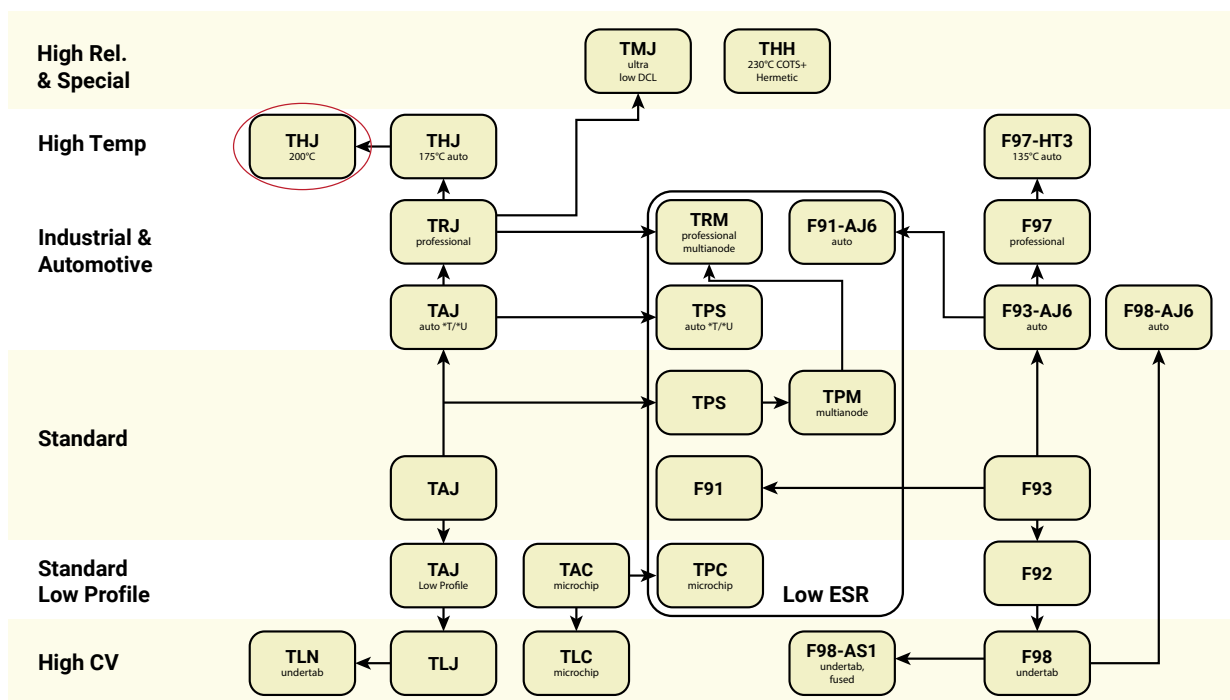 High Rel.
& Special
TMJ
ultra
low DCL
THH
230°C COTS+
Hermetic
High Temp
THJ
200°C
THJ
175°C auto
F97-HT3
135°C auto
Industrial &
Automotive
TRJ
professional
TRM
professional
multianode
F91-AJ6
auto
F97
professional
TAJ
auto *T/*U
TPS
auto *T/*U
F93-AJ6
auto
F98-AJ6
auto
Standard
TPS
TPM
multianode
TAJ
F91
F93
Standard
Low Profile
TAJ
Low Profile
TAC
microchip
TPC
microchip
Low ESR
F92
High CV
TLN
undertab
TLJ
TLC
microchip
F98-AS1
undertab,
fused
F98
undertab